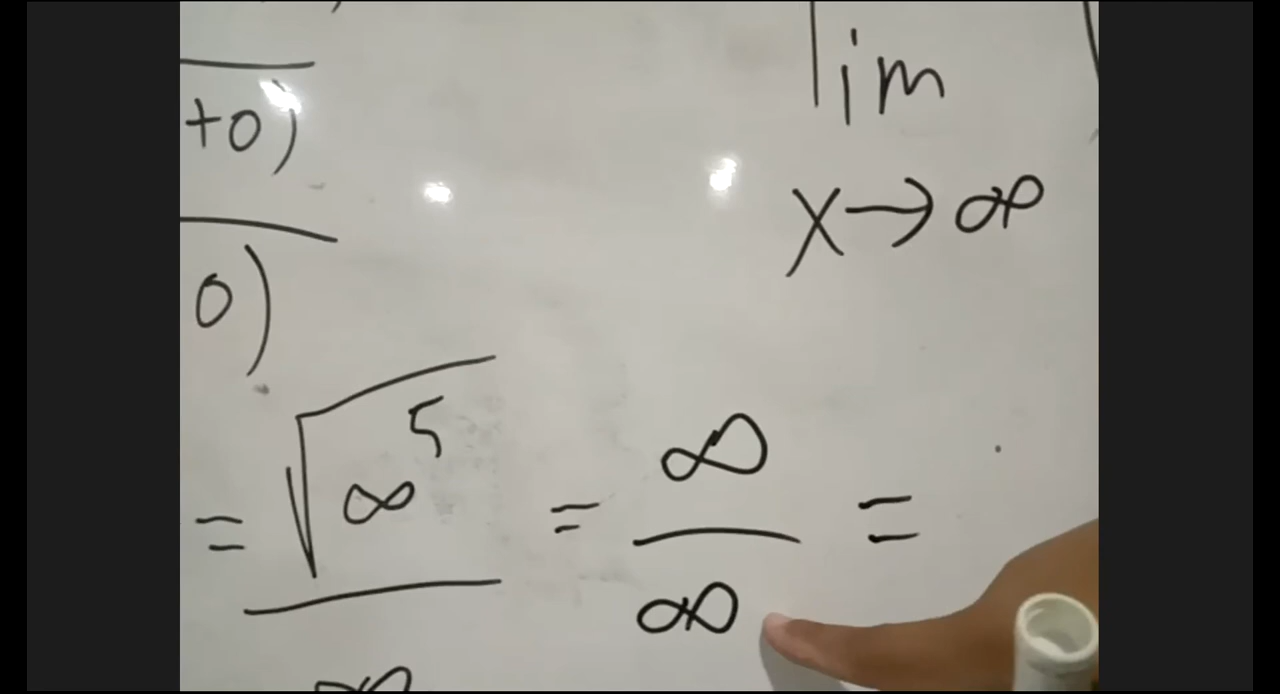 lim
x→∞
+0)
0)
= √∞⁵ = ∞/∞ =
∞